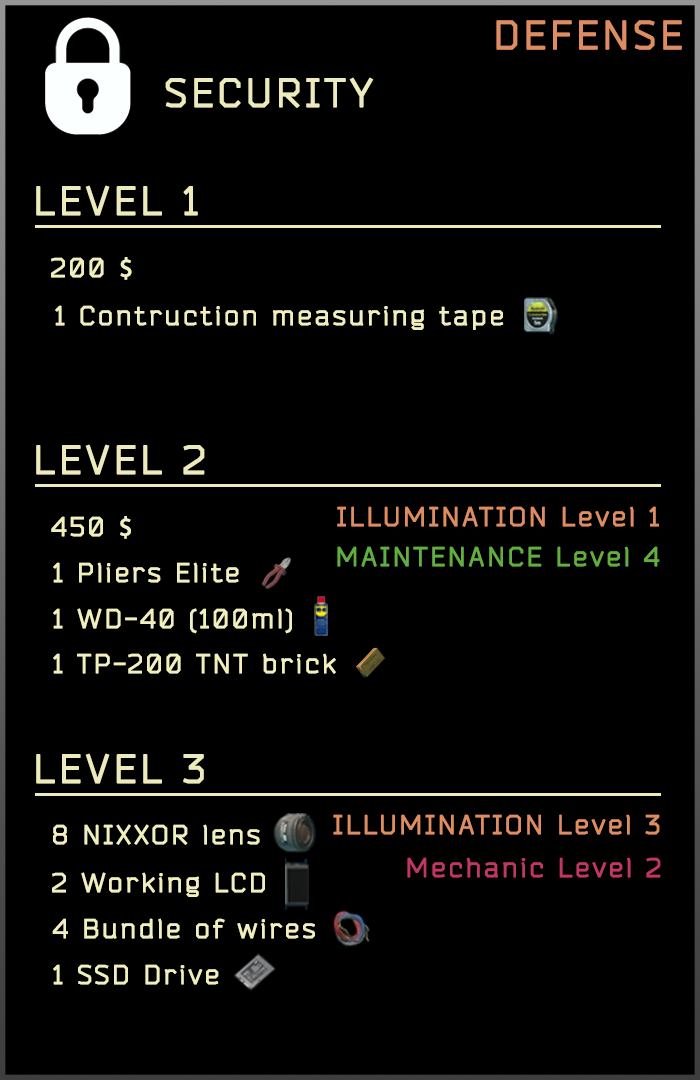 DEFENSE
SECURITY
LEVEL 1
200 $
1 Contruction measuring tape
LEVEL 2
450 $
ILLUMINATION Level 1
MAINTENANCE Level 4
1 Pliers Elite
1 WD-40 (100ml)
1 TP-200 TNT brick
LEVEL 3
8 NIXXOR lens
ILLUMINATION Level 3
Mechanic Level 2
2 Working LCD
4 Bundle of wires
1 SSD Drive